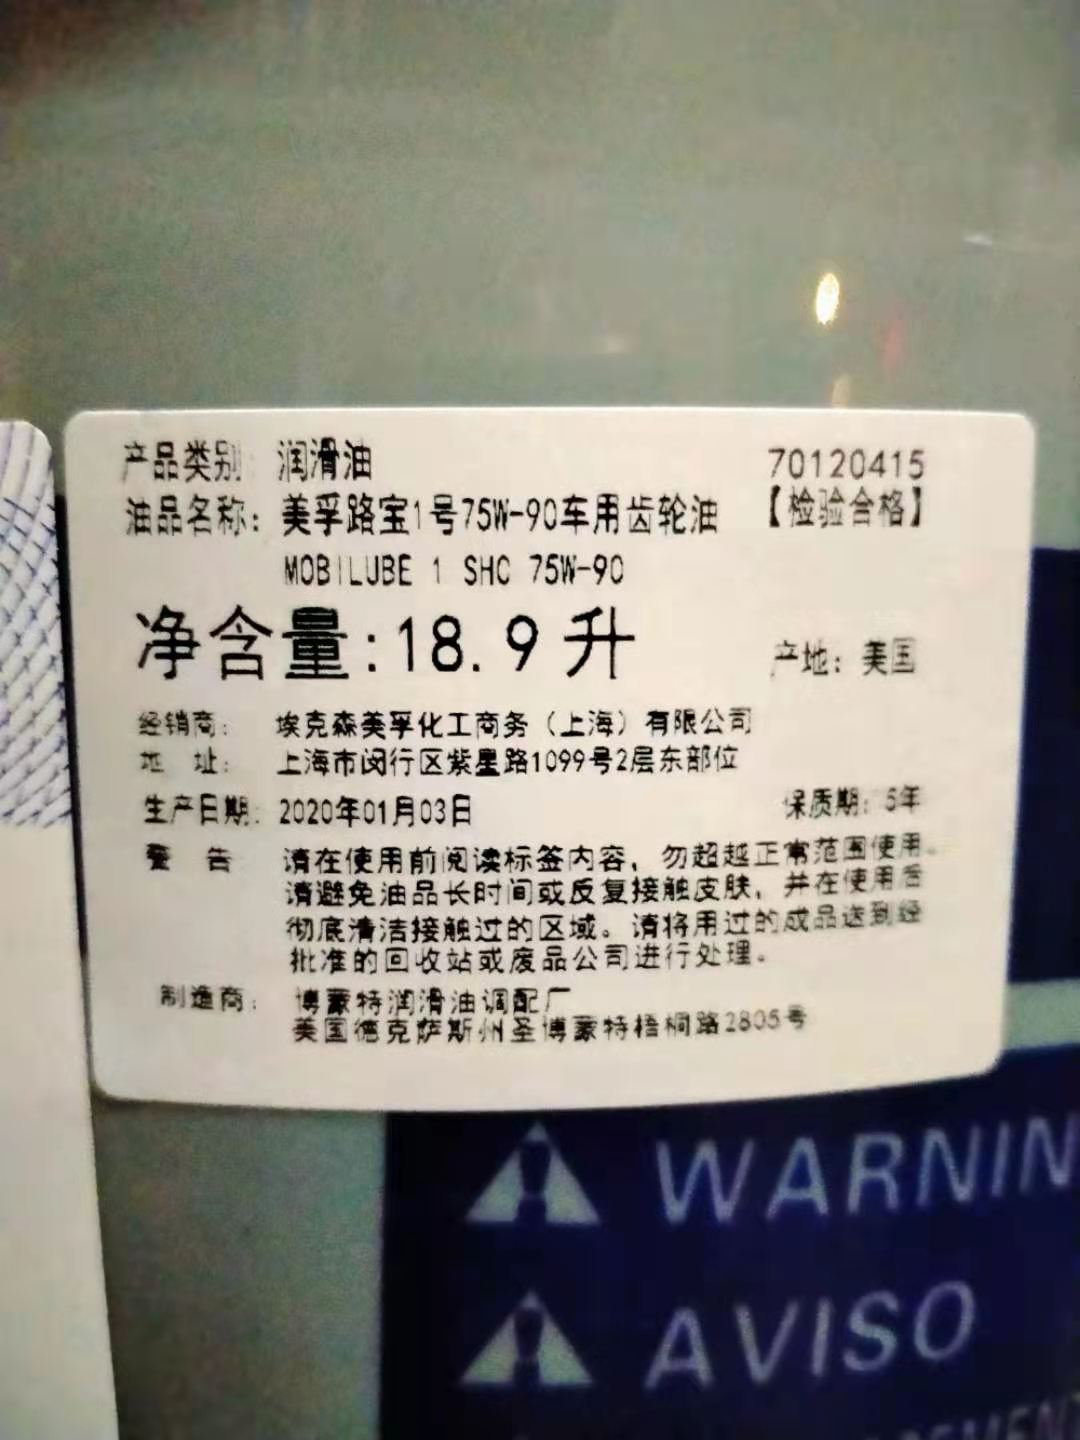 产品类别: 润滑油
70120415
油品名称: 美孚路宝1号75W-90车用齿轮油
【检验合格】
MOBILUBE 1 SHC 75W-90
净含量:18.9升
产地: 美国
经销商: 埃克森美孚化工商务（上海）有限公司
地 址: 上海市闵行区紫星路1099号2层东部位
生产日期: 2020年01月03日
保质期: 5年
警 告 请在使用前阅读标签内容，勿超越正常范围使用。
请避免油品长时间或反复接触皮肤，并在使用后
彻底清洁接触过的区域。请将用过的成品送到经
批准的回收站或废品公司进行处理。
制造商: 博蒙特润滑油调配厂
美国德克萨斯州圣博蒙特梧桐路2805号
WARNIN
AVISO